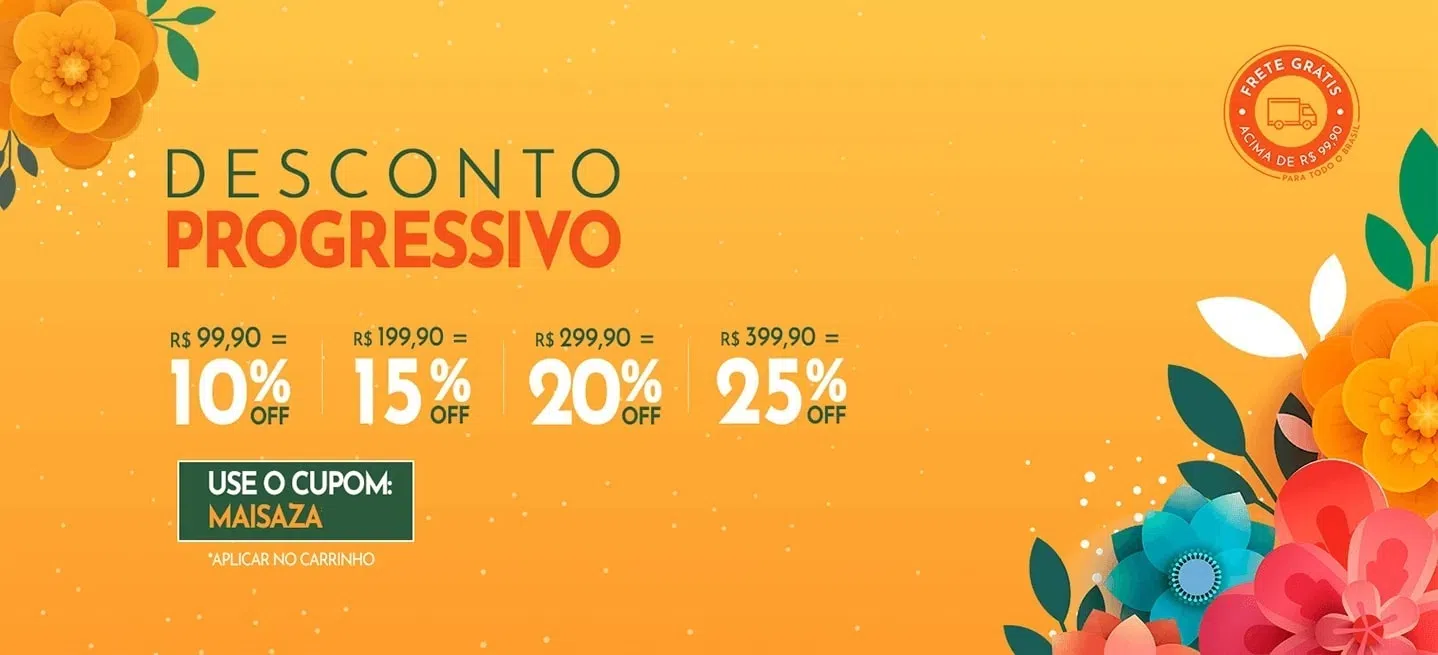 DESCONTO
PROGRESSIVO
R$ 99,90 =
10% OFF
R$ 199,90 =
15% OFF
R$ 299,90 =
20% OFF
R$ 399,90 =
25% OFF
USE O CUPOM:
MAISAZA
*APLICAR NO CARRINHO
FRETE GRÁTIS
ACIMA DE R$ 99,90
PARA TODO O BRASIL